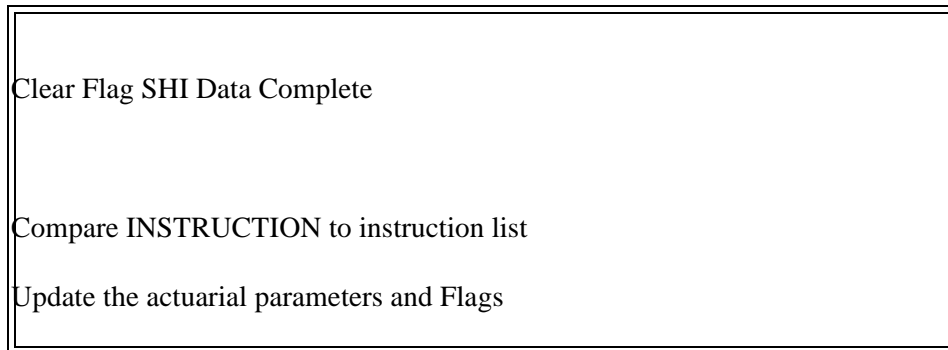 Clear Flag SHI Data Complete
Compare INSTRUCTION to instruction list
Update the actuarial parameters and Flags